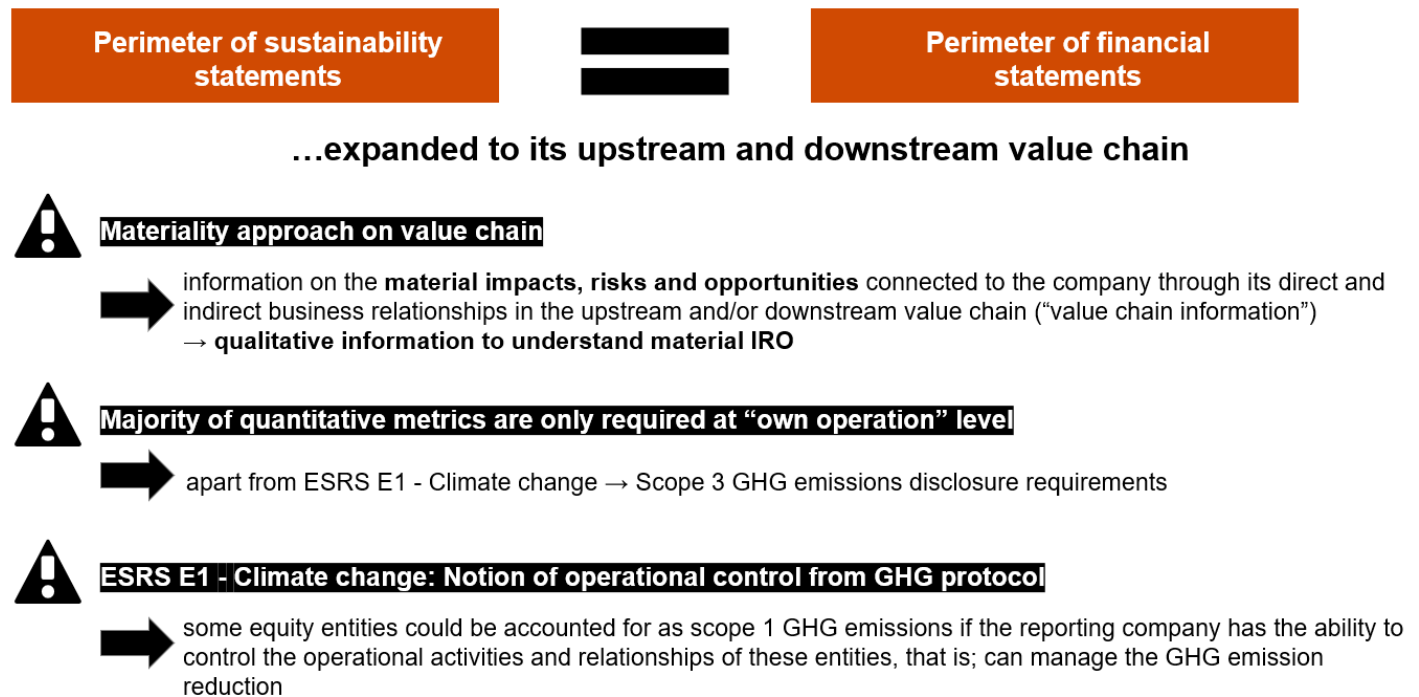 Perimeter of sustainability
statements
Perimeter of financial
statements
…expanded to its upstream and downstream value chain
Materiality approach on value chain
information on the material impacts, risks and opportunities connected to the company through its direct and
indirect business relationships in the upstream and/or downstream value chain (“value chain information”)
→ qualitative information to understand material IRO
Majority of quantitative metrics are only required at “own operation” level
apart from ESRS E1 - Climate change → Scope 3 GHG emissions disclosure requirements
ESRS E1 - Climate change: Notion of operational control from GHG protocol
some equity entities could be accounted for as scope 1 GHG emissions if the reporting company has the ability to
control the operational activities and relationships of these entities, that is; can manage the GHG emission
reduction